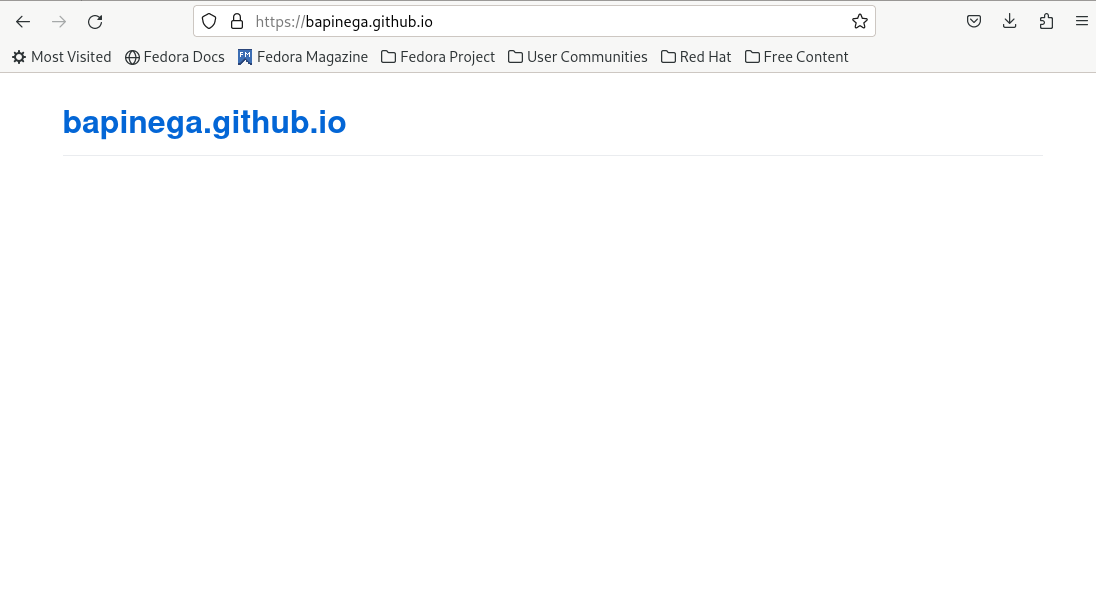 https://bapinega.github.io
Most Visited Fedora Docs FM Fedora Magazine Fedora Project User Communities Red Hat Free Content
bapinega.github.io